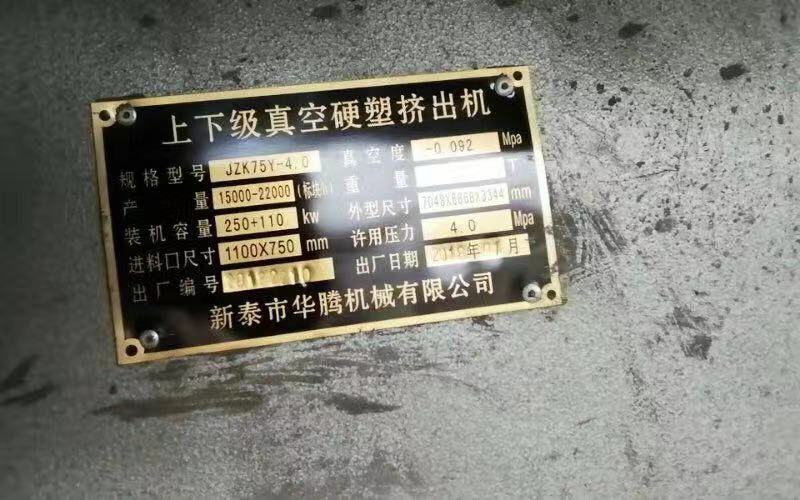 上下级真空硬塑挤出机
规格型号 JZK75Y-4.0 真空度 -0.092 Mpa
产量 15000-22000 (标块/h) 重量 T
装机容量 250+110 kw 外型尺寸 7048X6868X3344 mm
进料口尺寸 1100X750 mm 许用压力 4.0 Mpa
出厂编号 出厂日期 年 月
新泰市华腾机械有限公司